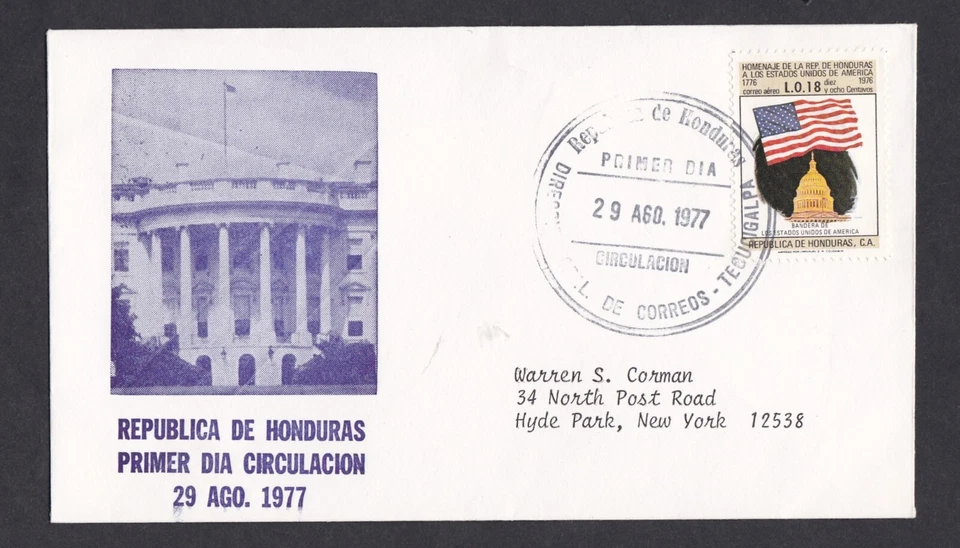 HOMENAJE DE LA REP. DE HONDURAS
A LOS ESTADOS UNIDOS DE AMERICA
1776 1976
correo aéreo L.0.18 diez y ocho Centavos
BANDERA DE
LOS ESTADOS UNIDOS DE AMERICA
REPUBLICA DE HONDURAS, C.A.
de Honduras
PRIMER DIA
29 AGO. 1977
CIRCULACION
DE CORREOS - TEGUCIGALPA
Warren S. Corman
34 North Post Road
Hyde Park, New York 12538
REPUBLICA DE HONDURAS
PRIMER DIA CIRCULACION
29 AGO. 1977